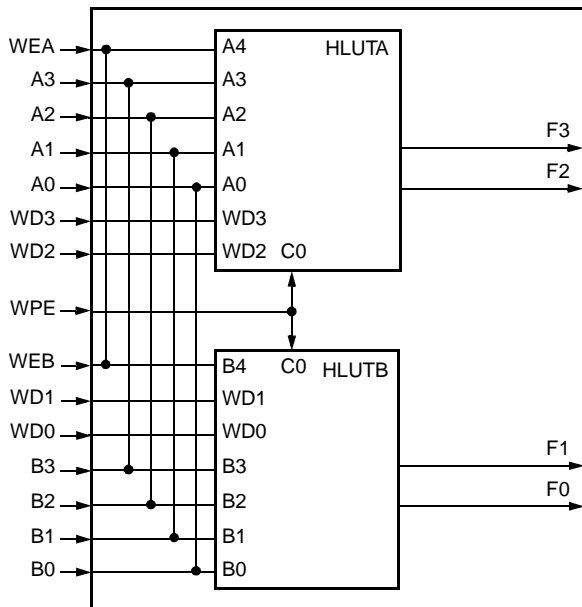 WEA A4 HLUTA
A3 A3
A2 A2
F3
A1 A1
F2
A0 A0
WD3 WD3
WD2 WD2 C0
WPE
WEB B4 C0 HLUTB
WD1 WD1
WD0 WD0
F1
B3 B3
F0
B2 B2
B1 B1
B0 B0